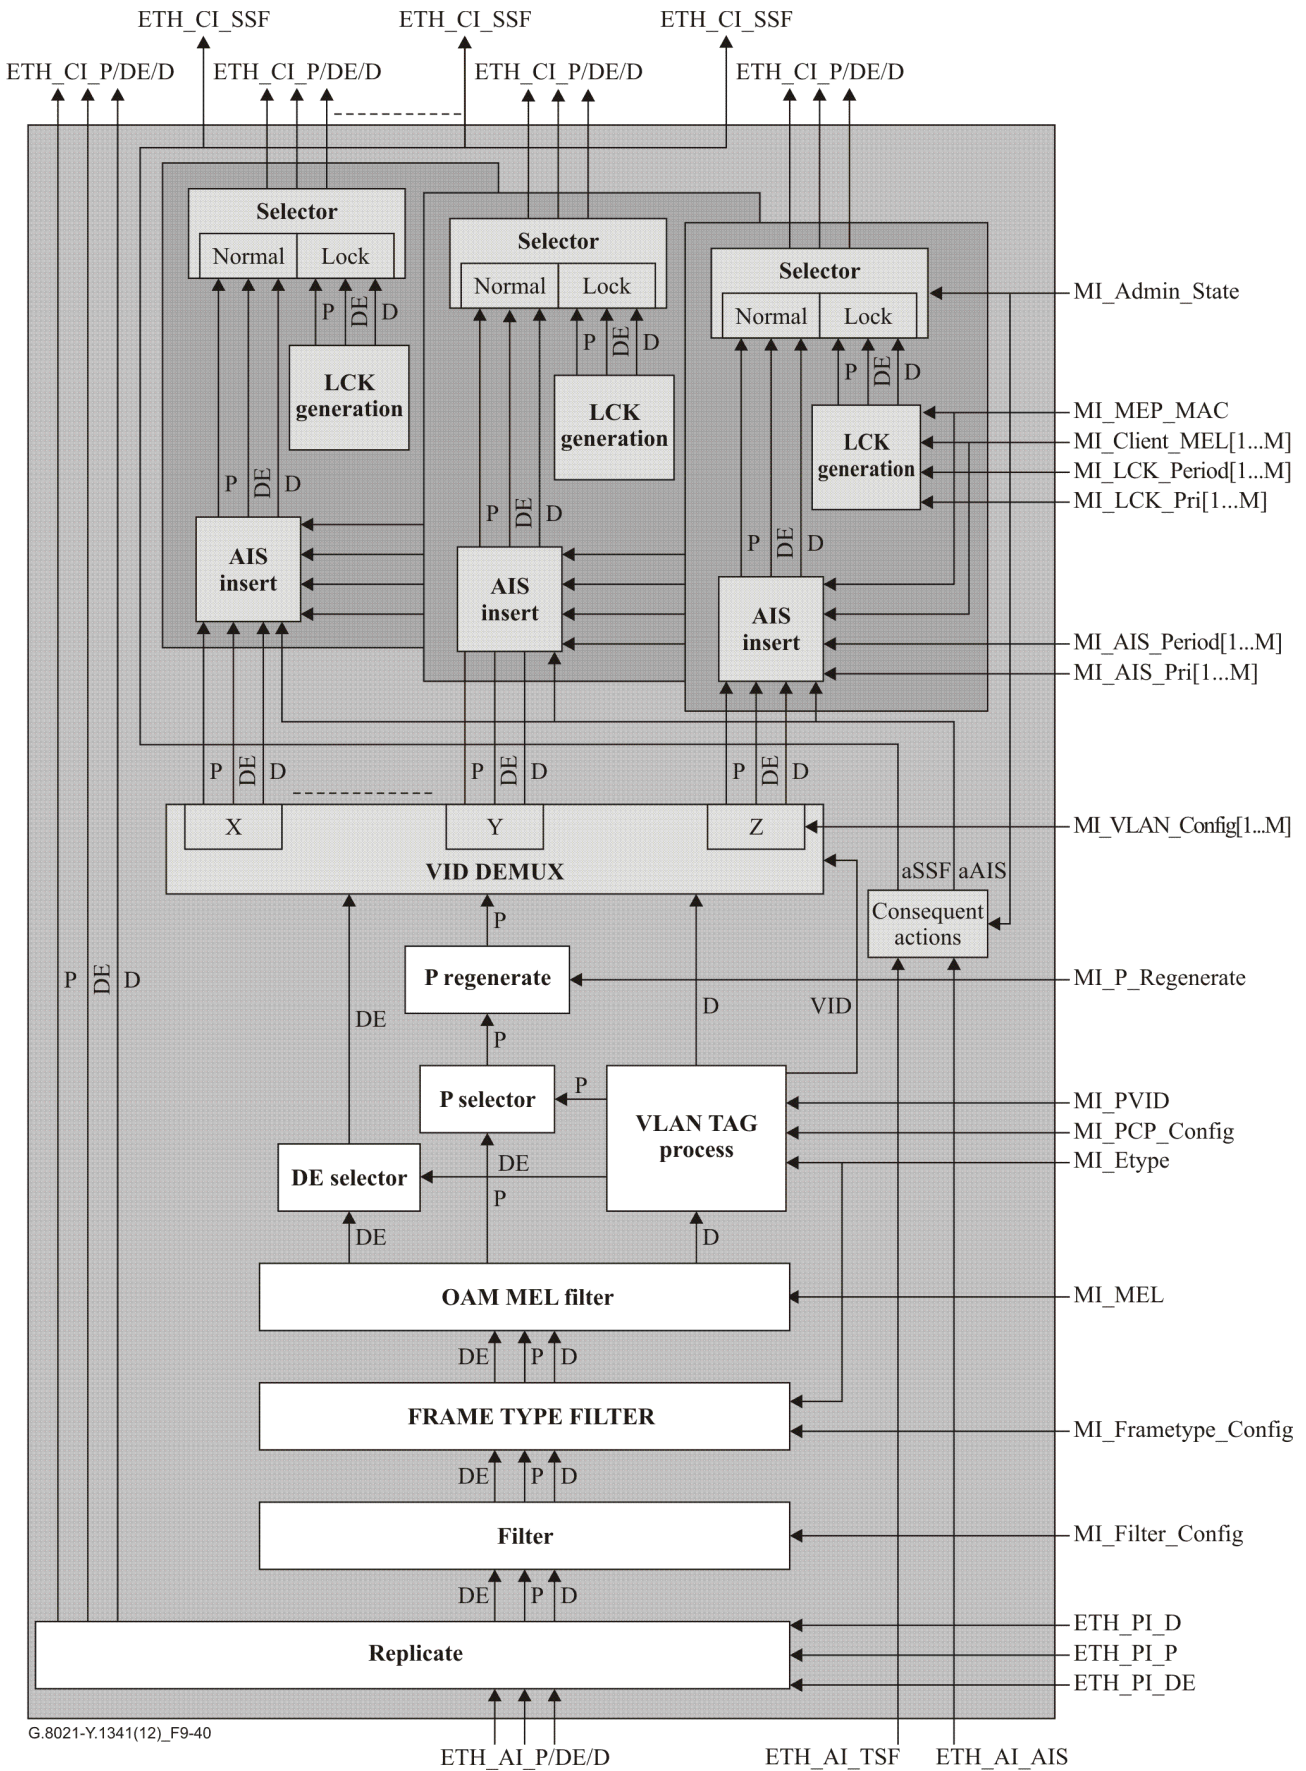 ETH_CI_SSF ETH_CI_SSF ETH_CI_SSF
ETH_CI_P/DE/D ETH_CI_P/DE/D ETH_CI_P/DE/D ETH_CI_P/DE/D
Selector
Normal Lock
P DE D
LCK
generation
P DE D
AIS
insert
Selector
Normal Lock
P DE D
LCK
generation
P DE D
AIS
insert
Selector
Normal Lock
P DE D
LCK
generation
P DE D
AIS
insert
MI_Admin_State
MI_MEP_MAC
MI_Client_MEL[1...M]
MI_LCK_Period[1...M]
MI_LCK_Pri[1...M]
MI_AIS_Period[1...M]
MI_AIS_Pri[1...M]
P DE D P DE D P DE D
X Y Z
MI_VLAN_Config[1...M]
VID DEMUX
aSSF aAIS
Consequent
actions
P
P regenerate
MI_P_Regenerate
P DE D
DE
D
VID
P
P selector
P
VLAN TAG
process
MI_PVID
MI_PCP_Config
MI_Etype
DE
DE selector
P
DE
D
OAM MEL filter
MI_MEL
DE P D
FRAME TYPE FILTER
MI_Frametype_Config
DE P D
Filter
MI_Filter_Config
DE P D
Replicate
ETH_PI_D
ETH_PI_P
ETH_PI_DE
G.8021-Y.1341(12)_F9-40
ETH_AI_P/DE/D ETH_AI_TSF ETH_AI_AIS